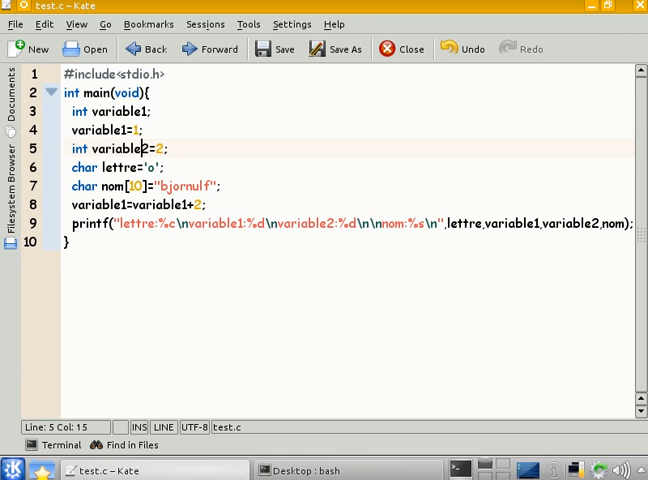 test.c - Kate
File Edit View Go Bookmarks Sessions Tools Settings Help
New Open Back Forward Save Save As Close Undo Redo
Documents
Filesystem Browser
1 #include<stdio.h>
2 int main(void){
3 int variable1;
4 variable1=1;
5 int variable2=2;
6 char lettre='o';
7 char nom[10]="bjornulf";
8 variable1=variable1+2;
9 printf("lettre:%c\nvariable1:%d\nvariable2:%d\n\nnom:%s\n",lettre,variable1,variable2,nom);
10 }
Line: 5 Col: 15 INS LINE UTF-8 test.c
Terminal Find in Files
test.c - Kate Desktop : bash